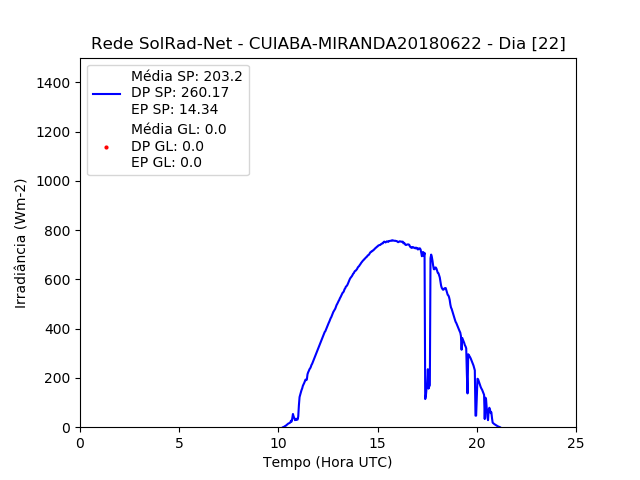 Rede SolRad-Net - CUIABA-MIRANDA20180622 - Dia [22]
Média SP: 203.2
DP SP: 260.17
EP SP: 14.34
Média GL: 0.0
DP GL: 0.0
EP GL: 0.0
1400
1200
1000
800
600
400
200
0
Irradiância (Wm-2)
0 5 10 15 20 25
Tempo (Hora UTC)